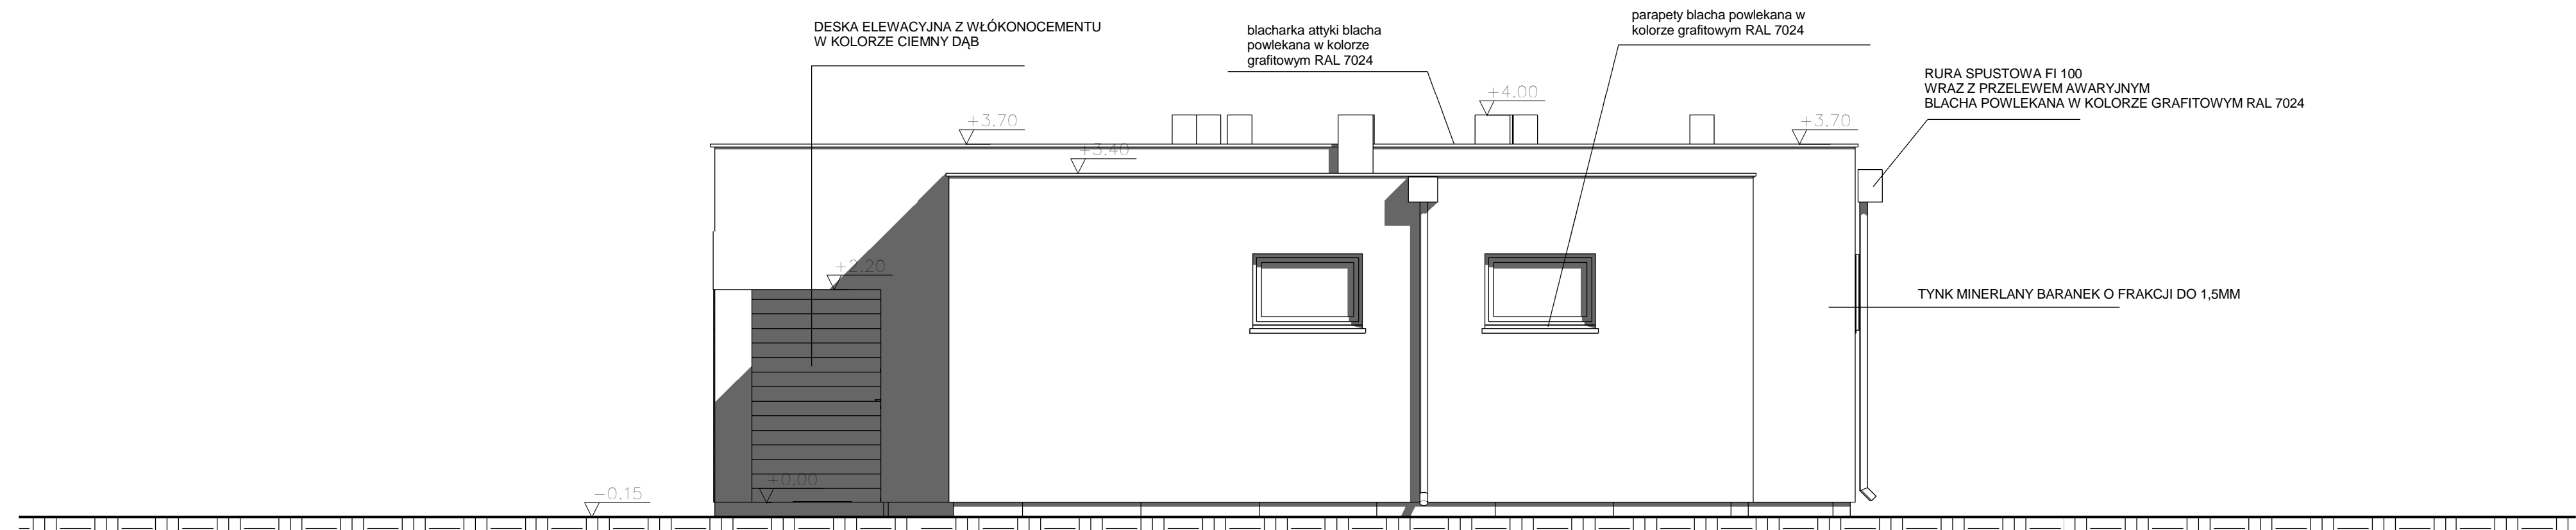 DESKA ELEWACYJNA Z WŁÓKONOCEMENTU
W KOLORZE CIEMNY DĄB
blacharka attyki blacha
powlekana w kolorze
grafitowym RAL 7024
parapety blacha powlekana w
kolorze grafitowym RAL 7024
RURA SPUSTOWA FI 100
WRAZ Z PRZELEWEM AWARYJNYM
BLACHA POWLEKANA W KOLORZE GRAFITOWYM RAL 7024
+4.00
+3.70
+3.70
+3.40
+2.20
TYNK MINERLANY BARANEK O FRAKCJI DO 1,5MM
+0.00
-0.15